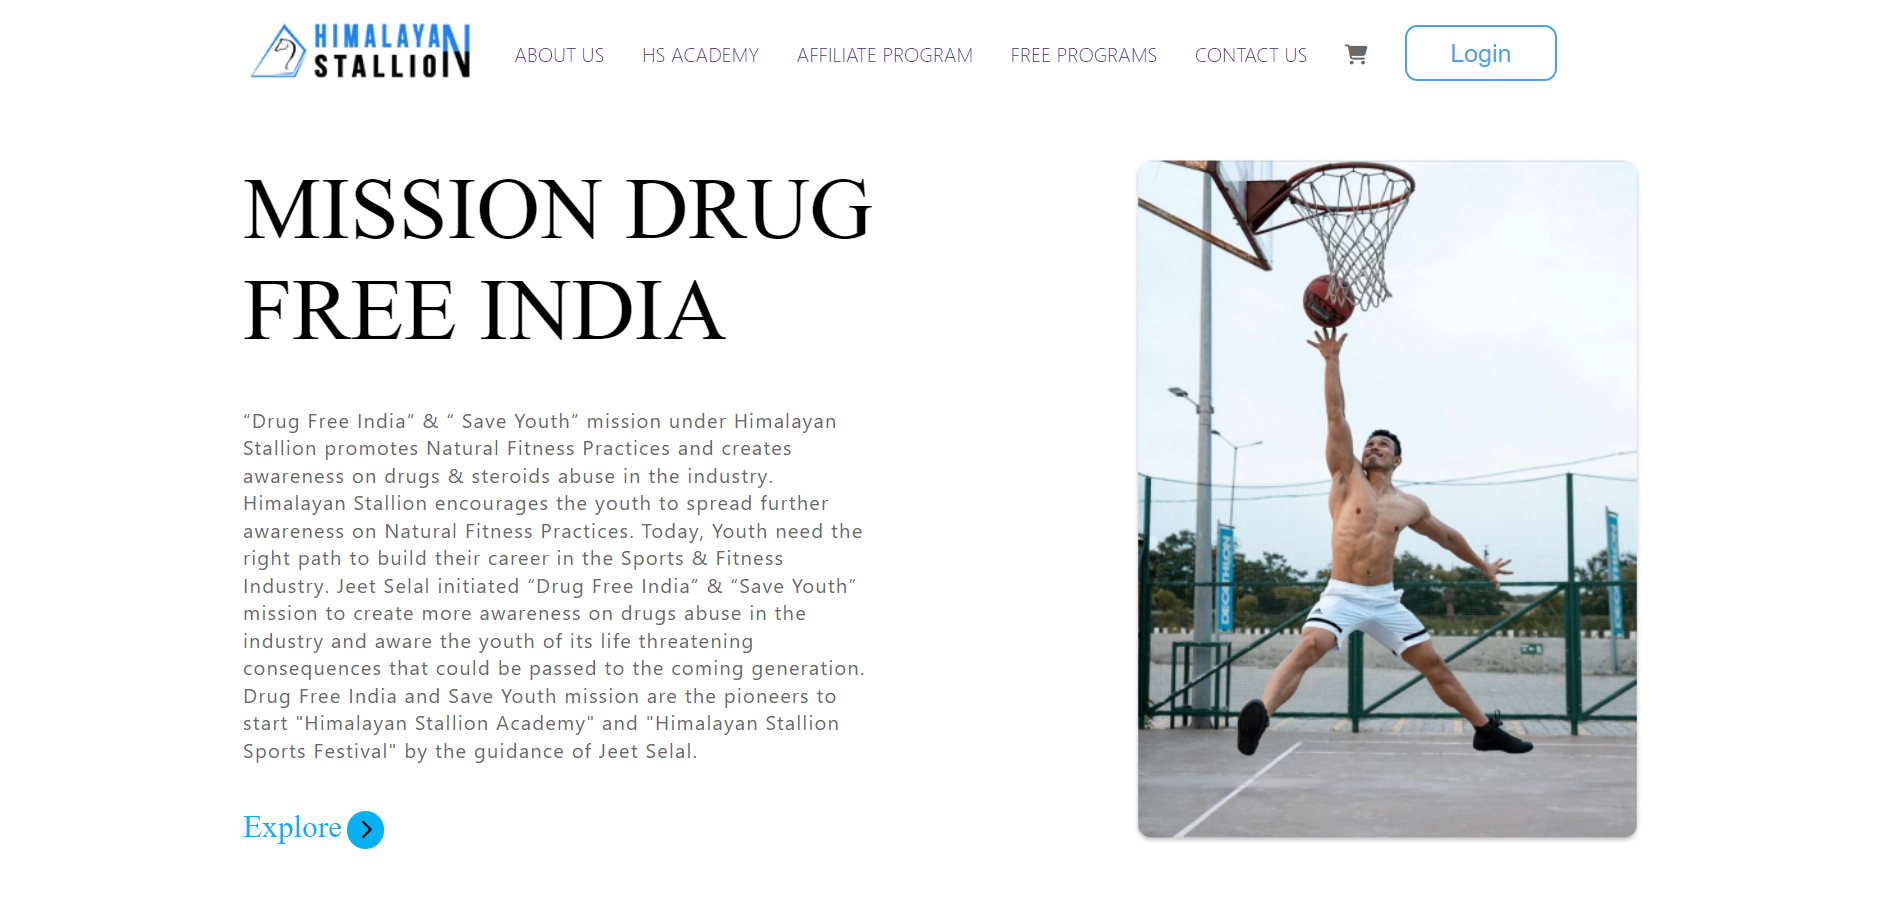 HIMALAYAN
STALLION
ABOUT US
HS ACADEMY
AFFILIATE PROGRAM
FREE PROGRAMS
CONTACT US
Login
MISSION DRUG
FREE INDIA
“Drug Free India” & “ Save Youth” mission under Himalayan
Stallion promotes Natural Fitness Practices and creates
awareness on drugs & steroids abuse in the industry.
Himalayan Stallion encourages the youth to spread further
awareness on Natural Fitness Practices. Today, Youth need the
right path to build their career in the Sports & Fitness
Industry. Jeet Selal initiated “Drug Free India” & “Save Youth”
mission to create more awareness on drugs abuse in the
industry and aware the youth of its life threatening
consequences that could be passed to the coming generation.
Drug Free India and Save Youth mission are the pioneers to
start "Himalayan Stallion Academy" and "Himalayan Stallion
Sports Festival" by the guidance of Jeet Selal.
Explore
DECATHLON
DECATHLON